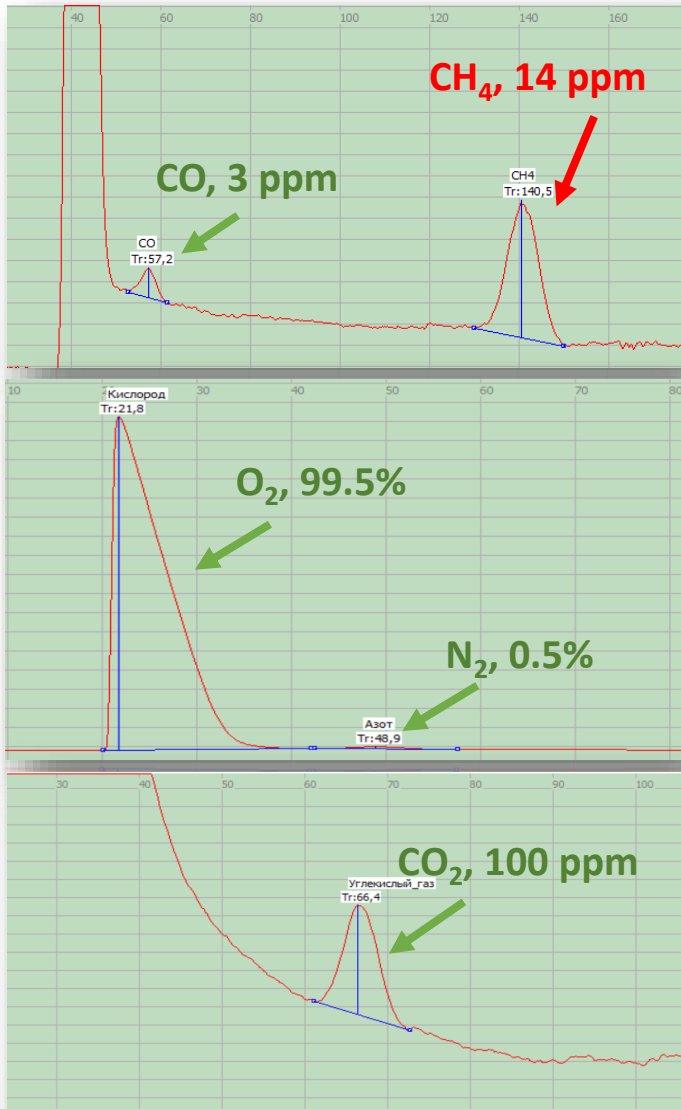 40 60 80 100 120 140 160
CH₄, 14 ppm
CO, 3 ppm
CH4
Tr:140,5
CO
Tr:57,2
10 20 30 40 50 60 70 80
Кислород
Tr:21,8
O₂, 99.5%
N₂, 0.5%
Азот
Tr:48,9
30 40 50 60 70 80 90 100
CO₂, 100 ppm
Углекислый_газ
Tr:66,4